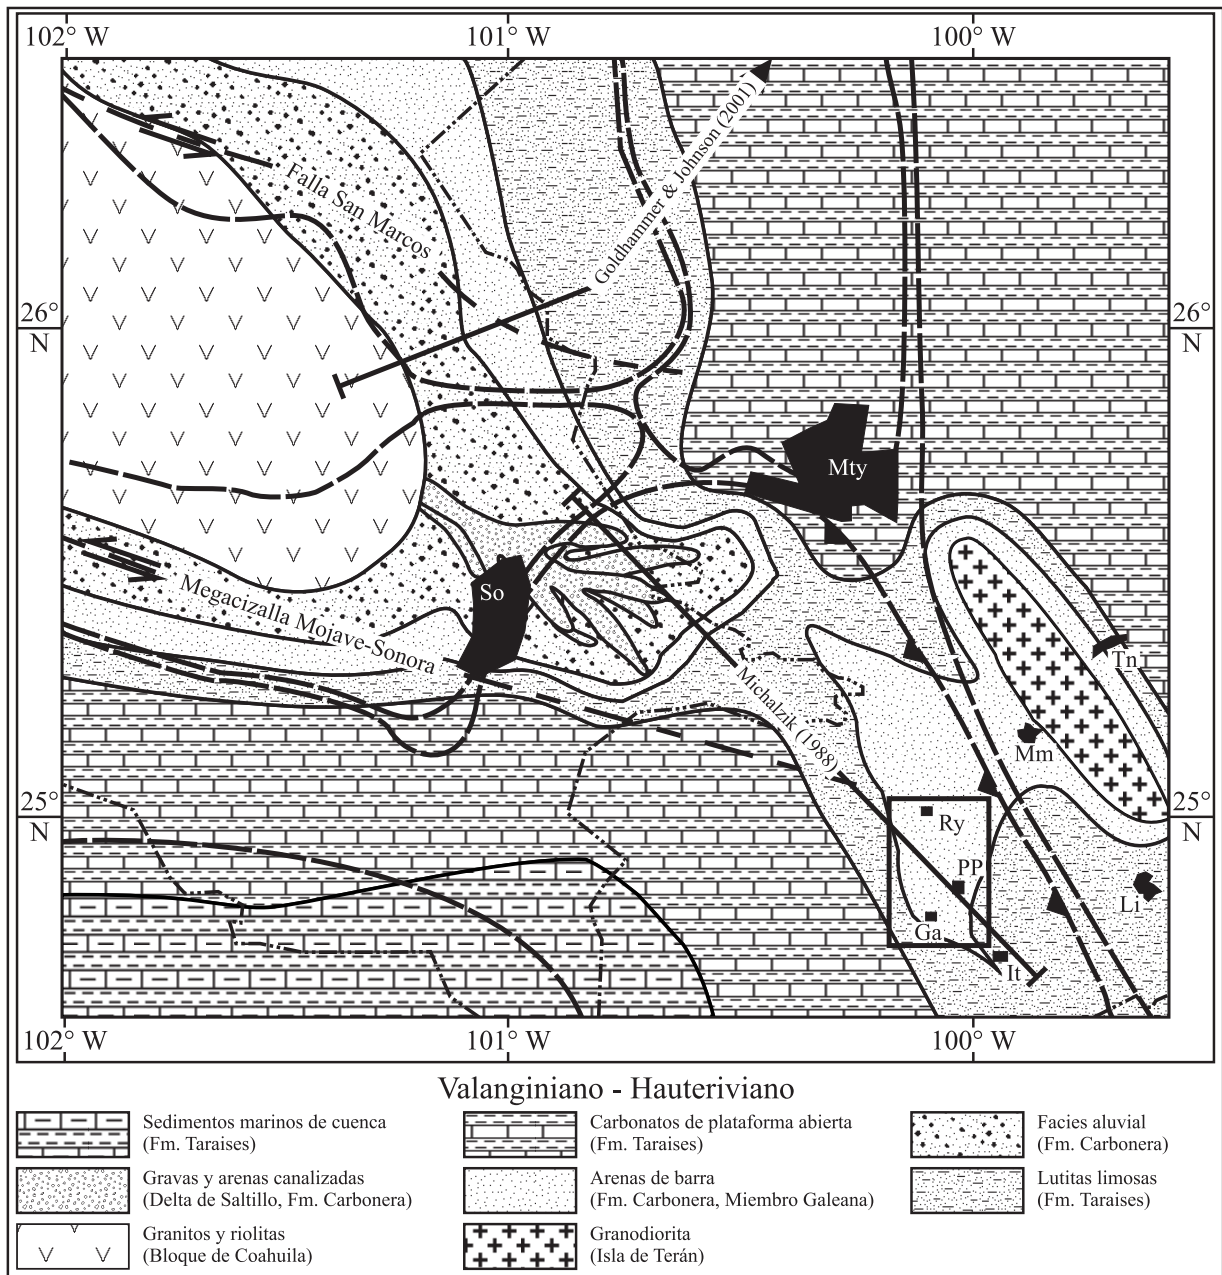 102° W
101° W
100° W
Goldhammer & Johnson (2001)
Falla San Marcos
26°
N
26°
N
Mty
So
Megacizalla Mojave-Sonora
Tn
Michalzik (1988)
Mm
25°
N
25°
N
Ry
PP
Li
Ga
It
102° W
101° W
100° W
Valanginiano - Hauteriviano
Sedimentos marinos de cuenca
(Fm. Taraises)
Carbonatos de plataforma abierta
(Fm. Taraises)
Facies aluvial
(Fm. Carbonera)
Gravas y arenas canalizadas
(Delta de Saltillo, Fm. Carbonera)
Arenas de barra
(Fm. Carbonera, Miembro Galeana)
Lutitas limosas
(Fm. Taraises)
Granitos y riolitas
(Bloque de Coahuila)
Granodiorita
(Isla de Terán)